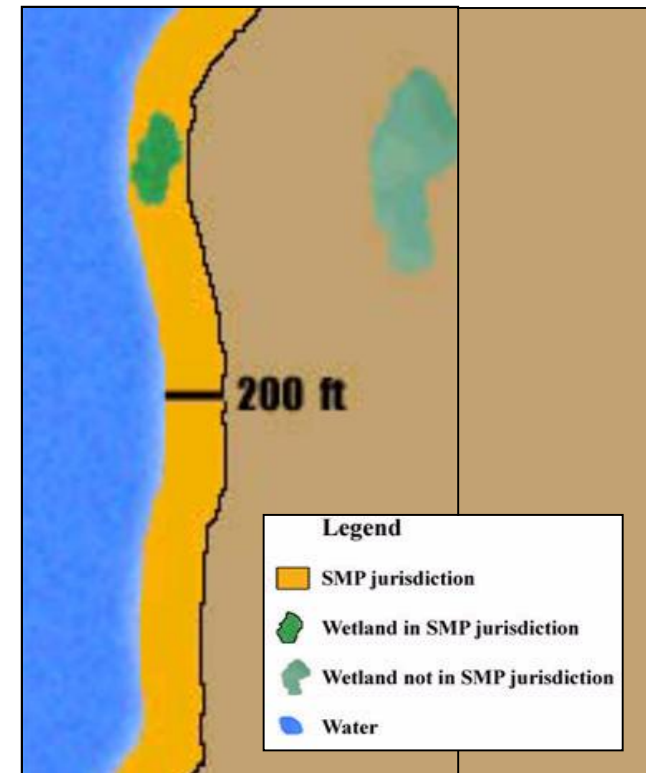 200 ft
Legend
SMP jurisdiction
Wetland in SMP jurisdiction
Wetland not in SMP jurisdiction
Water